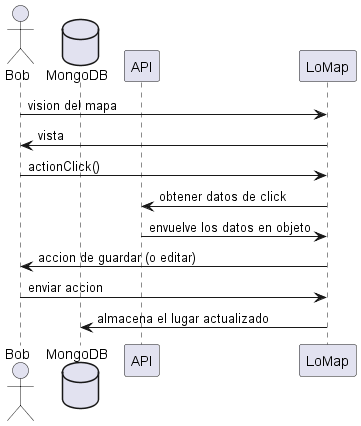 Bob
MongoDB
API
LoMap
vision del mapa
vista
actionClick()
obtener datos de click
envuelve los datos en objeto
accion de guardar (o editar)
enviar accion
almacena el lugar actualizado
Bob
MongoDB
API
LoMap